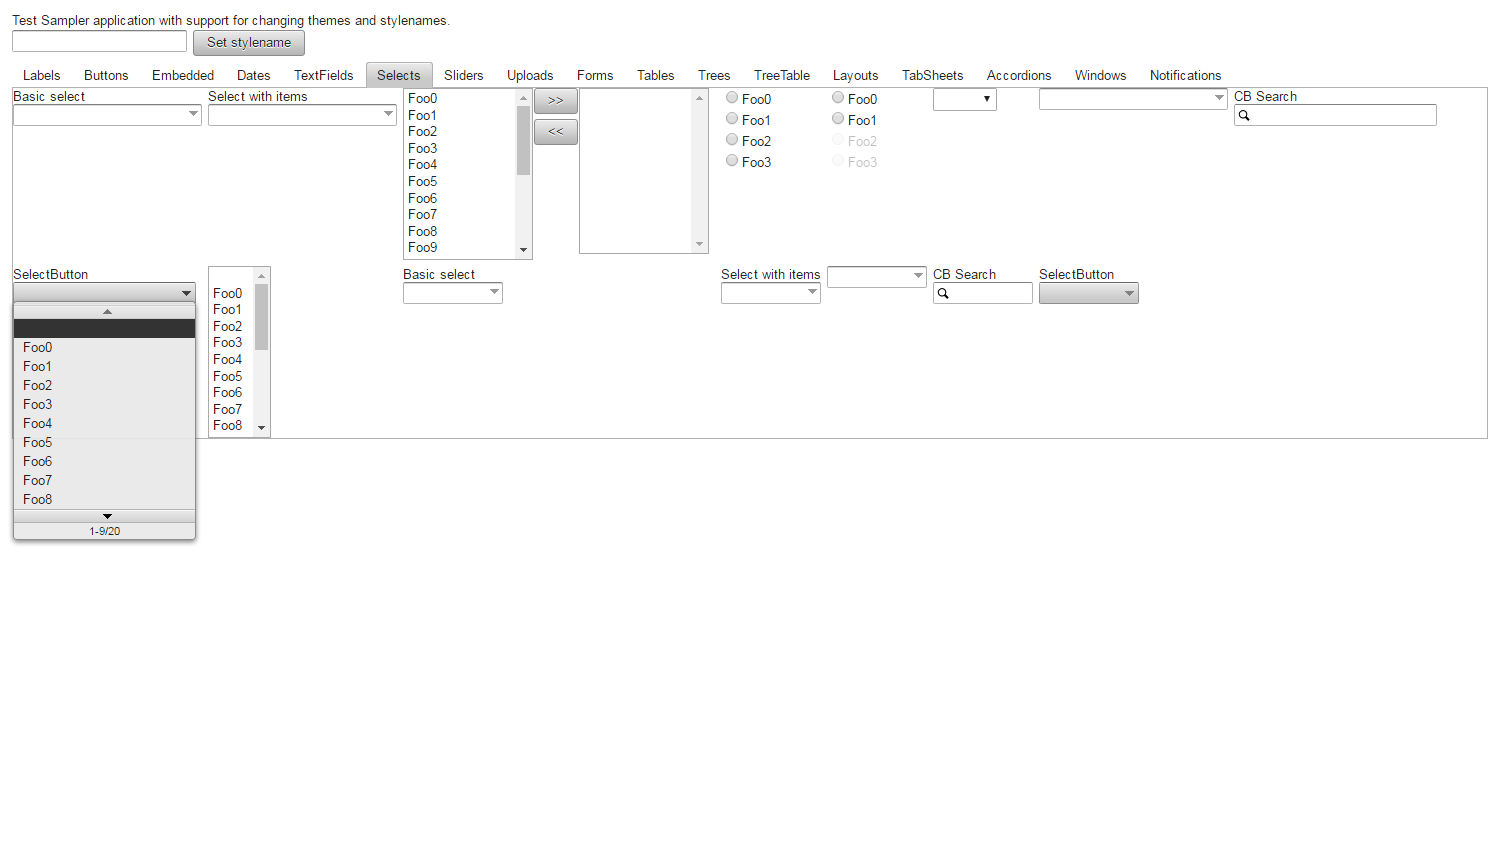 Test Sampler application with support for changing themes and stylenames.
Set stylename
Labels Buttons Embedded Dates TextFields Selects Sliders Uploads Forms Tables Trees TreeTable Layouts TabSheets Accordions Windows Notifications
Basic select
Select with items
Foo0
Foo1
Foo2
Foo3
Foo4
Foo5
Foo6
Foo7
Foo8
Foo9
>>
<<
Foo0
Foo1
Foo2
Foo3
Foo0
Foo1
Foo2
Foo3
CB Search
SelectButton
Foo0
Foo1
Foo2
Foo3
Foo4
Foo5
Foo6
Foo7
Foo8
1-9/20
Foo0
Foo1
Foo2
Foo3
Foo4
Foo5
Foo6
Foo7
Foo8
Basic select
Select with items
CB Search
SelectButton